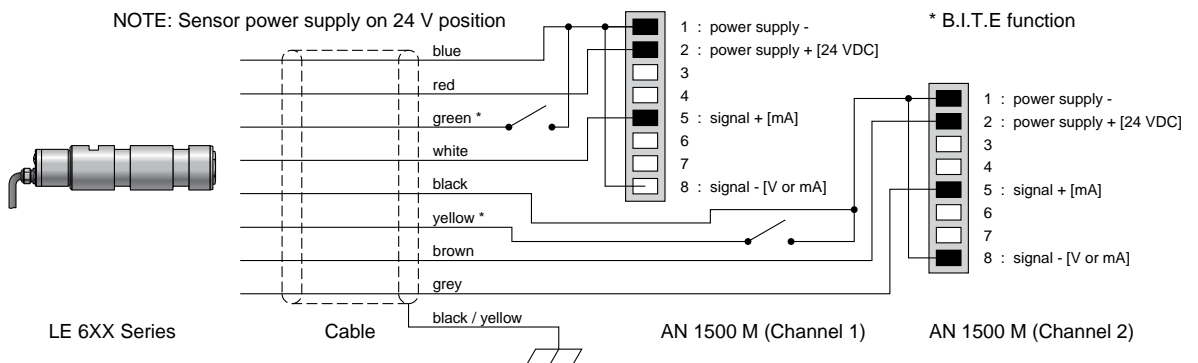 NOTE: Sensor power supply on 24 V position
* B.I.T.E function
blue
red
green *
white
black
yellow *
brown
grey
black / yellow
1 : power supply -
2 : power supply + [24 VDC]
3
4
5 : signal + [mA]
6
7
8 : signal - [V or mA]
1 : power supply -
2 : power supply + [24 VDC]
3
4
5 : signal + [mA]
6
7
8 : signal - [V or mA]
LE 6XX Series
Cable
AN 1500 M (Channel 1)
AN 1500 M (Channel 2)